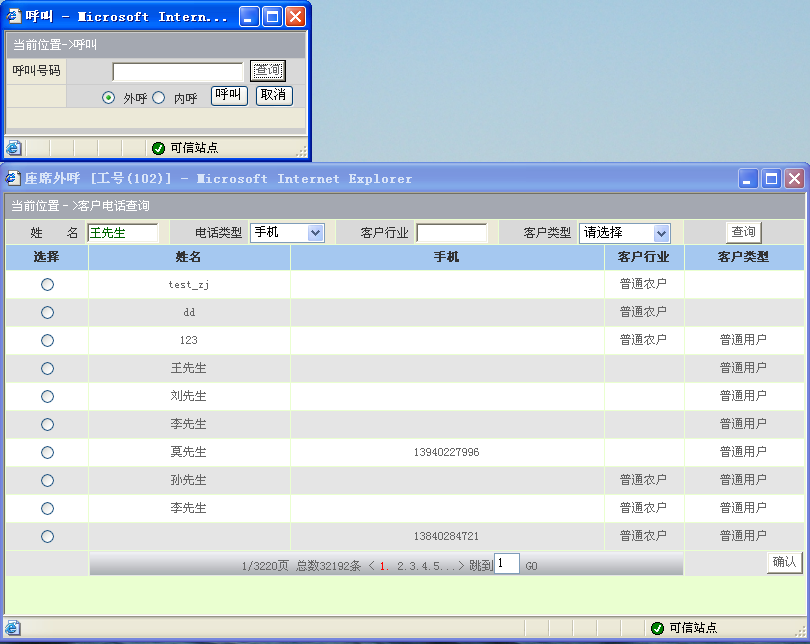 呼叫 - Microsoft Intern...
当前位置->呼叫
呼叫号码 查询
外呼 内呼 呼叫 取消
可信站点
座席外呼 [工号(102)] - Microsoft Internet Explorer
当前位置 ->客户电话查询
姓 名 王先生 电话类型 手机 客户行业 客户类型 请选择 查询
选择 姓名 手机 客户行业 客户类型
test_zj 普通农户
dd 普通农户
123 普通农户 普通用户
王先生 普通用户
刘先生 普通用户
李先生 普通用户
莫先生 13940227996 普通用户
孙先生 普通农户 普通用户
李先生 普通农户 普通用户
13840284721 普通农户 普通用户
1/3220页 总数32192条 < 1. 2.3.4.5...> 跳到 1 GO 确认
可信站点